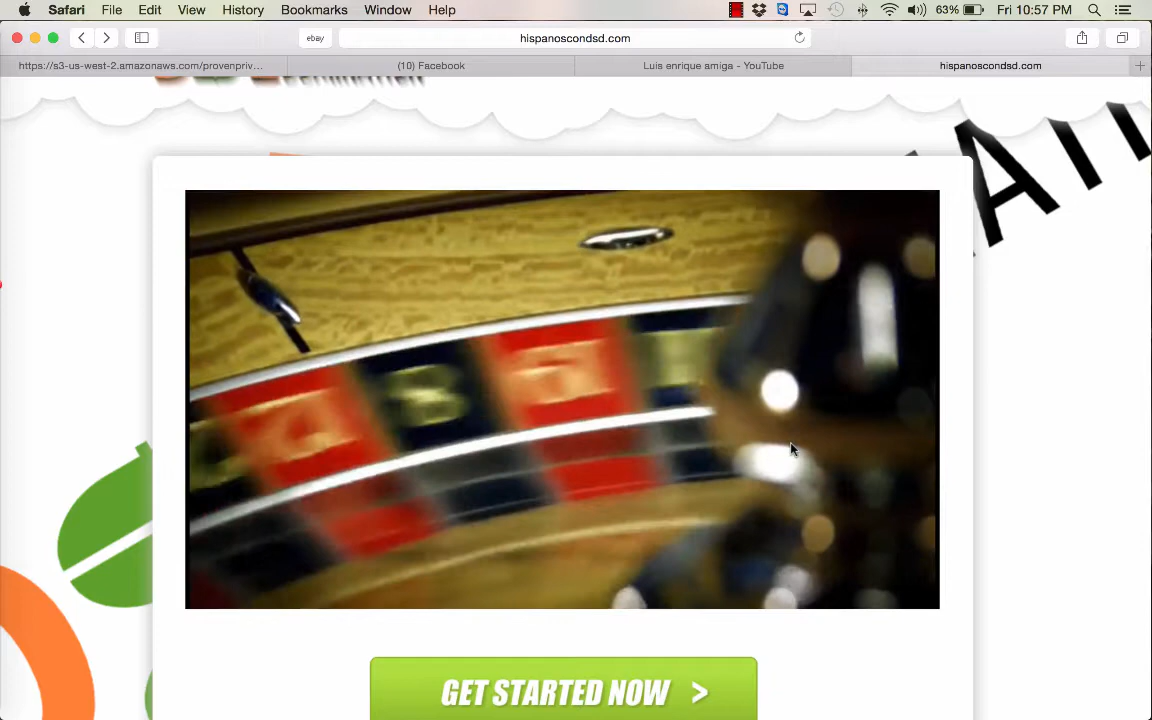 Safari File Edit View History Bookmarks Window Help 63% Fri 10:57 PM
ebay hispanoscondsd.com
https://s3-us-west-2.amazonaws.com/provenpriv... (10) Facebook Luis enrique amiga - YouTube hispanoscondsd.com +
GET STARTED NOW >